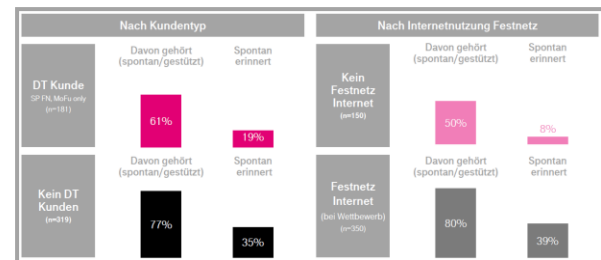 Nach Kundentyp
DT Kunde
SP FN, MoFu only
(n=181)
Davon gehört
(spontan/gestützt)
Spontan
erinnert
61%
19%
Kein DT
Kunden
(n=319)
Davon gehört
(spontan/gestützt)
Spontan
erinnert
77%
35%
Nach Internetnutzung Festnetz
Kein
Festnetz
Internet
(n=150)
Davon gehört
(spontan/gestützt)
Spontan
erinnert
50%
8%
Festnetz
Internet
(bei Wettbewerb)
(n=350)
Davon gehört
(spontan/gestützt)
Spontan
erinnert
80%
39%